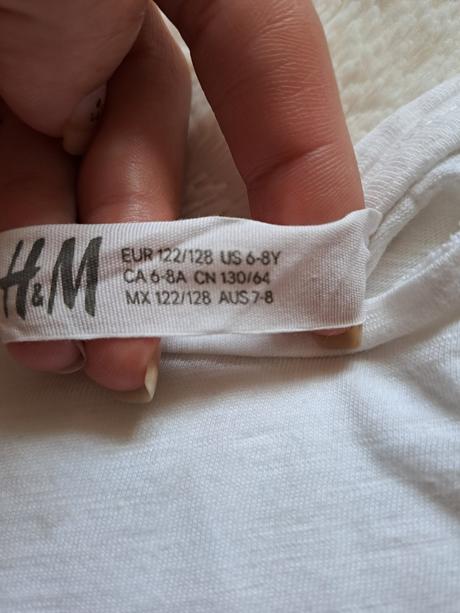 H&M
EUR 122/128 US 6-8Y
CA 6-8A CN 130/64
MX 122/128 AUS 7-8